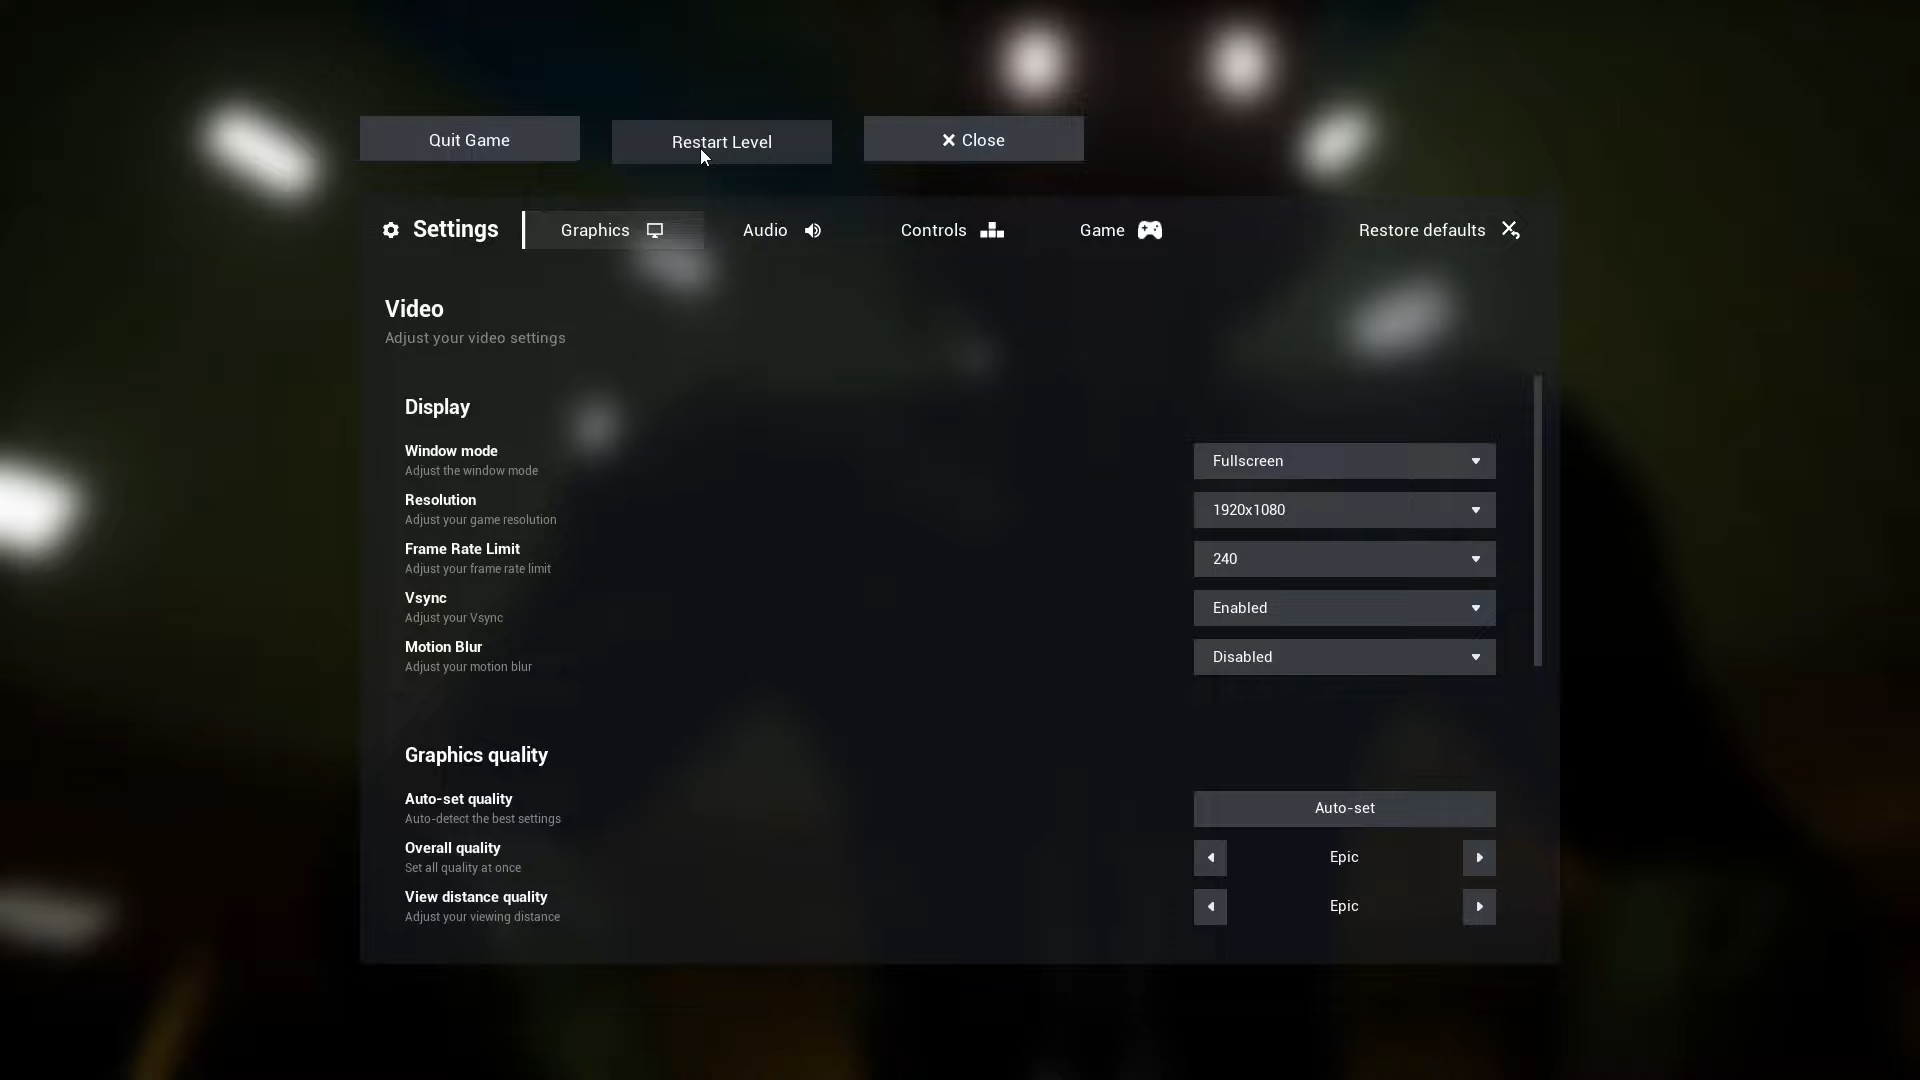 Quit Game
Restart Level
Close
Settings
Graphics
Audio
Controls
Game
Restore defaults
Video
Adjust your video settings
Display
Window mode
Adjust the window mode
Fullscreen
Resolution
Adjust your game resolution
1920x1080
Frame Rate Limit
Adjust your frame rate limit
240
Vsync
Adjust your Vsync
Enabled
Motion Blur
Adjust your motion blur
Disabled
Graphics quality
Auto-set quality
Auto-detect the best settings
Auto-set
Overall quality
Set all quality at once
Epic
View distance quality
Adjust your viewing distance
Epic